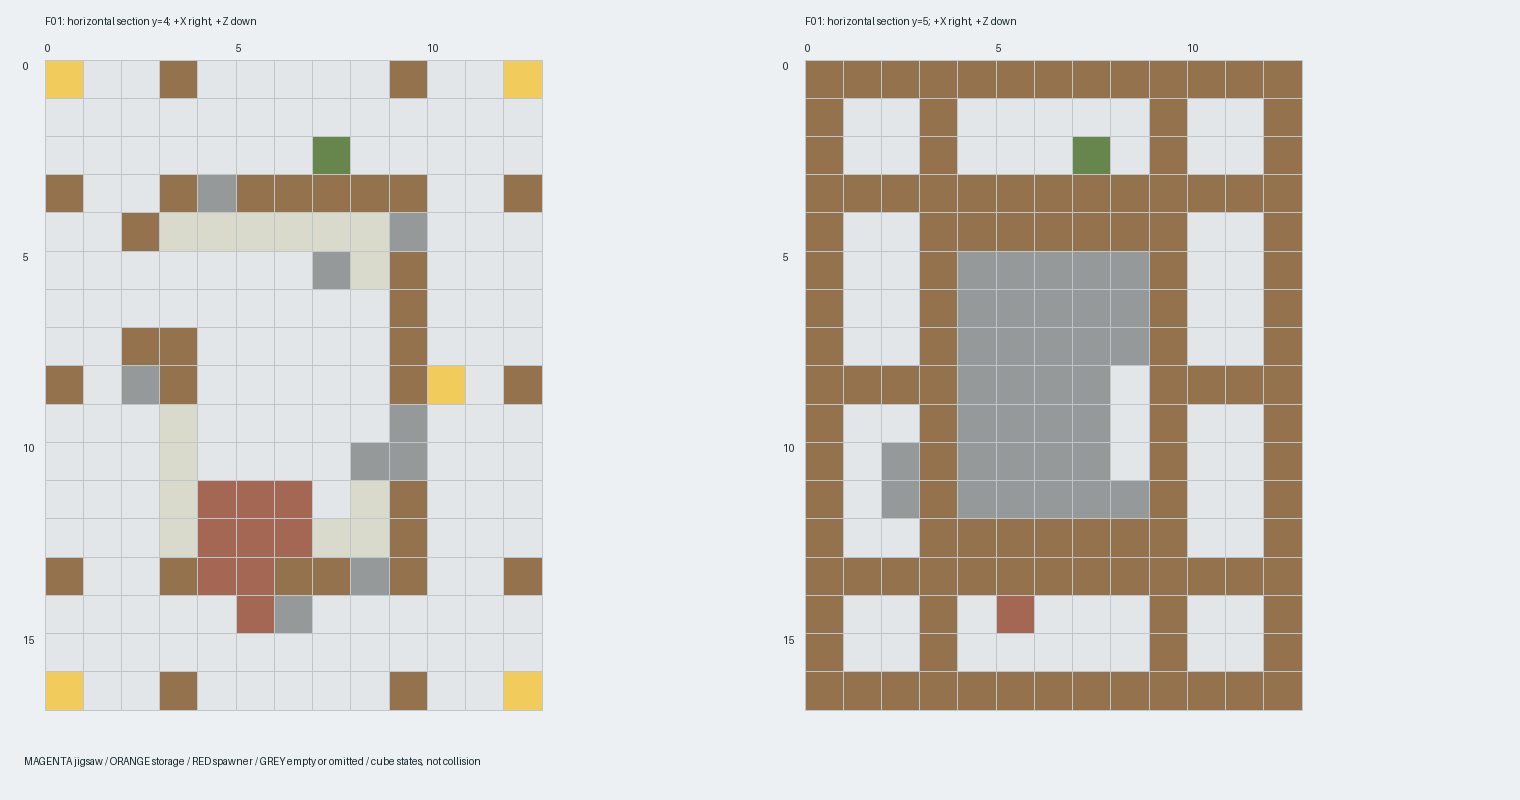 F01: horizontal section y=4; +X right, +Z down
F01: horizontal section y=5; +X right, +Z down
0 5 10
0 5 10
0
0
5
5
10
10
15
15
MAGENTA jigsaw / ORANGE storage / RED spawner / GREY empty or omitted / cube states, not collision